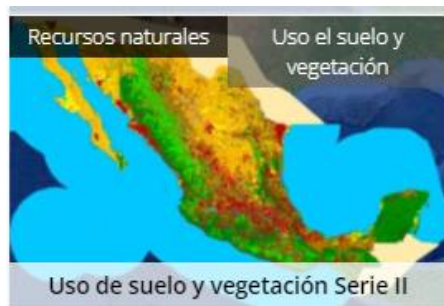 Recursos naturales
Uso el suelo y
vegetación
Uso de suelo y vegetación Serie II